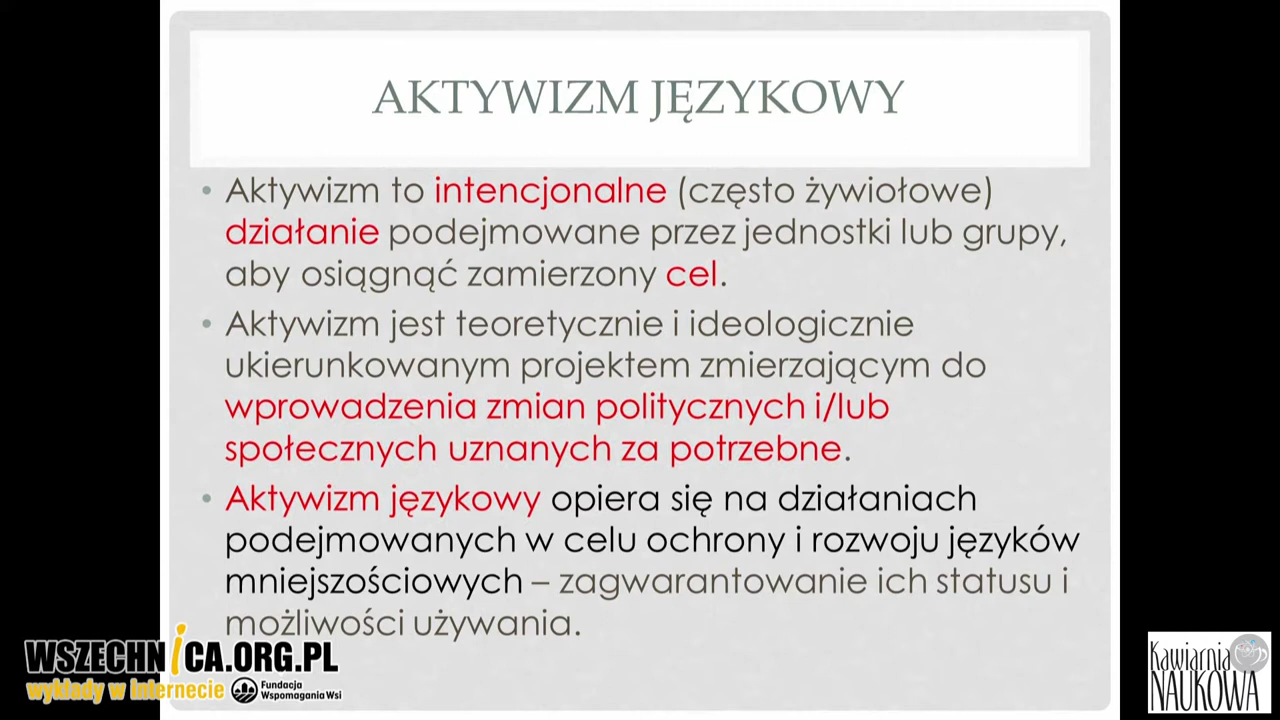 AKTYWIZM JĘZYKOWY
• Aktywizm to intencjonalne (często żywiołowe)
działanie podejmowane przez jednostki lub grupy,
aby osiągnąć zamierzony cel.
• Aktywizm jest teoretycznie i ideologicznie
ukierunkowanym projektem zmierzającym do
wprowadzenia zmian politycznych i/lub
społecznych uznanych za potrzebne.
• Aktywizm językowy opiera się na działaniach
podejmowanych w celu ochrony i rozwoju języków
mniejszościowych – zagwarantowanie ich statusu i
możliwości używania.
WSZECHNiCA.ORG.PL
wykłady w Internecie
Fundacja
Wspomagania Wsi
Kawiarnia
NAUKOWA